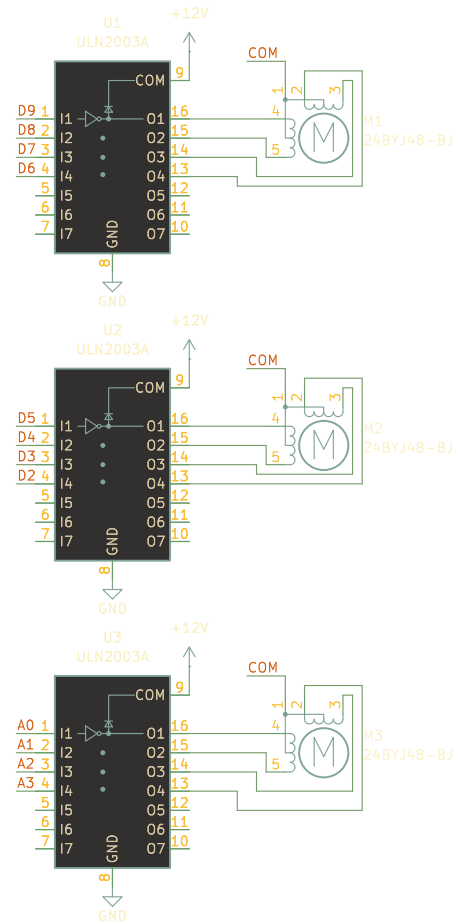 +12V
U1
ULN2003A
COM
9
COM
1
2
3
D9 1 I1 O1 16 4
D8 2 I2 O2 15
D7 3 I3 O3 14 5
D6 4 I4 O4 13
5 I5 O5 12
6 I6 O6 11
7 I7 O7 10
M
M1
24BYJ48-BJ
GND
8
GND
+12V
U2
ULN2003A
COM
9
COM
1
2
3
D5 1 I1 O1 16 4
D4 2 I2 O2 15
D3 3 I3 O3 14 5
D2 4 I4 O4 13
5 I5 O5 12
6 I6 O6 11
7 I7 O7 10
M
M2
24BYJ48-BJ
GND
8
GND
+12V
U3
ULN2003A
COM
9
COM
1
2
3
A0 1 I1 O1 16 4
A1 2 I2 O2 15
A2 3 I3 O3 14 5
A3 4 I4 O4 13
5 I5 O5 12
6 I6 O6 11
7 I7 O7 10
M
M3
24BYJ48-BJ
GND
8
GND